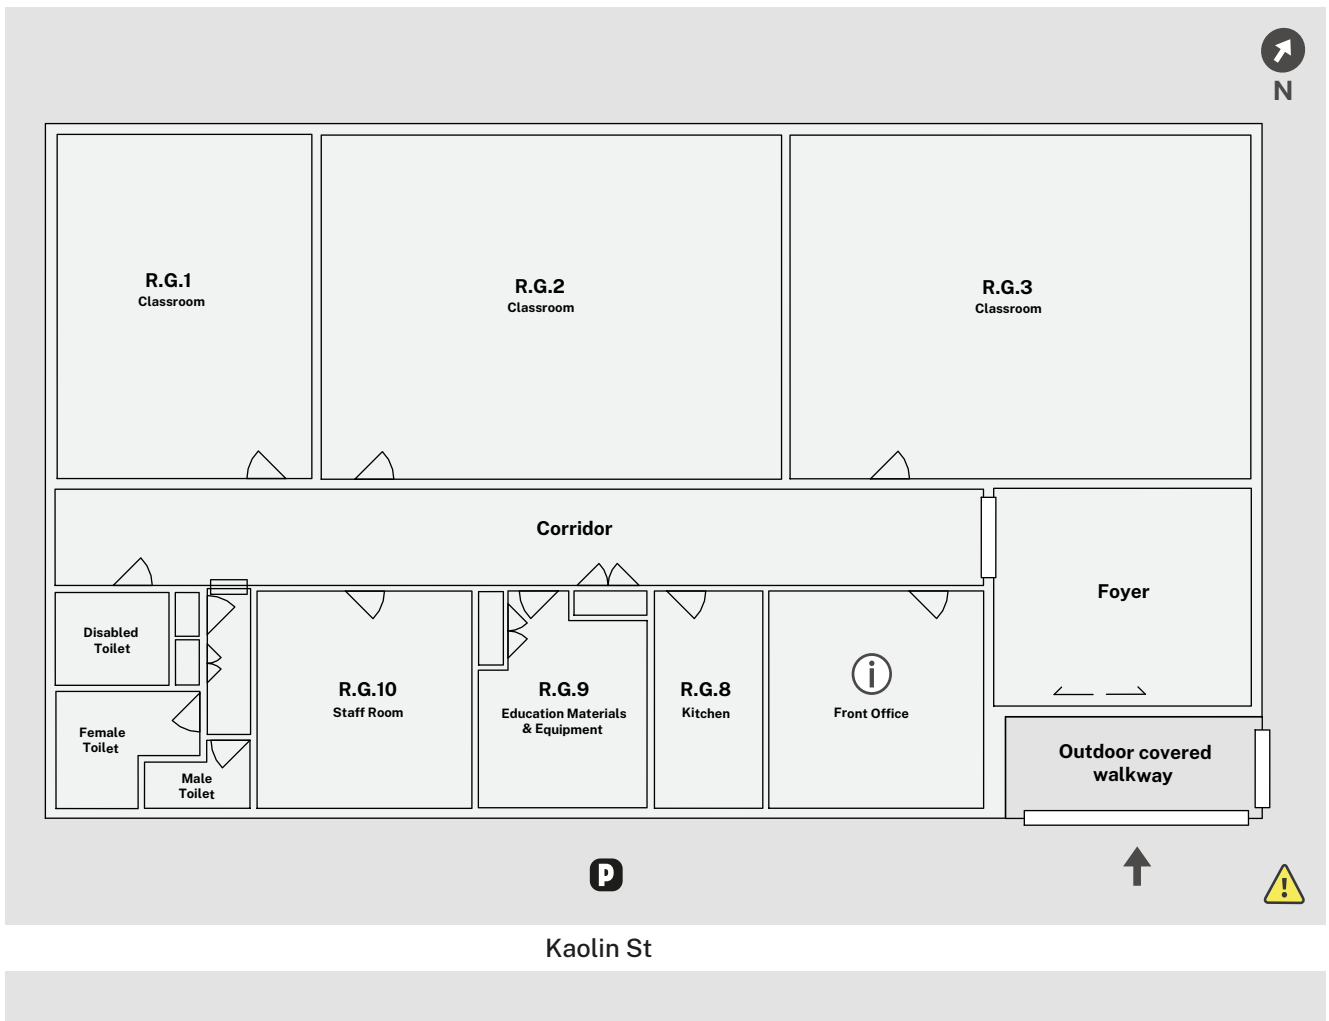 N
R.G.1
Classroom
R.G.2
Classroom
R.G.3
Classroom
Corridor
Foyer
Disabled
Toilet
Female
Toilet
Male
Toilet
R.G.10
Staff Room
R.G.9
Education Materials
& Equipment
R.G.8
Kitchen
i
Front Office
Outdoor covered
walkway
P
!
Kaolin St